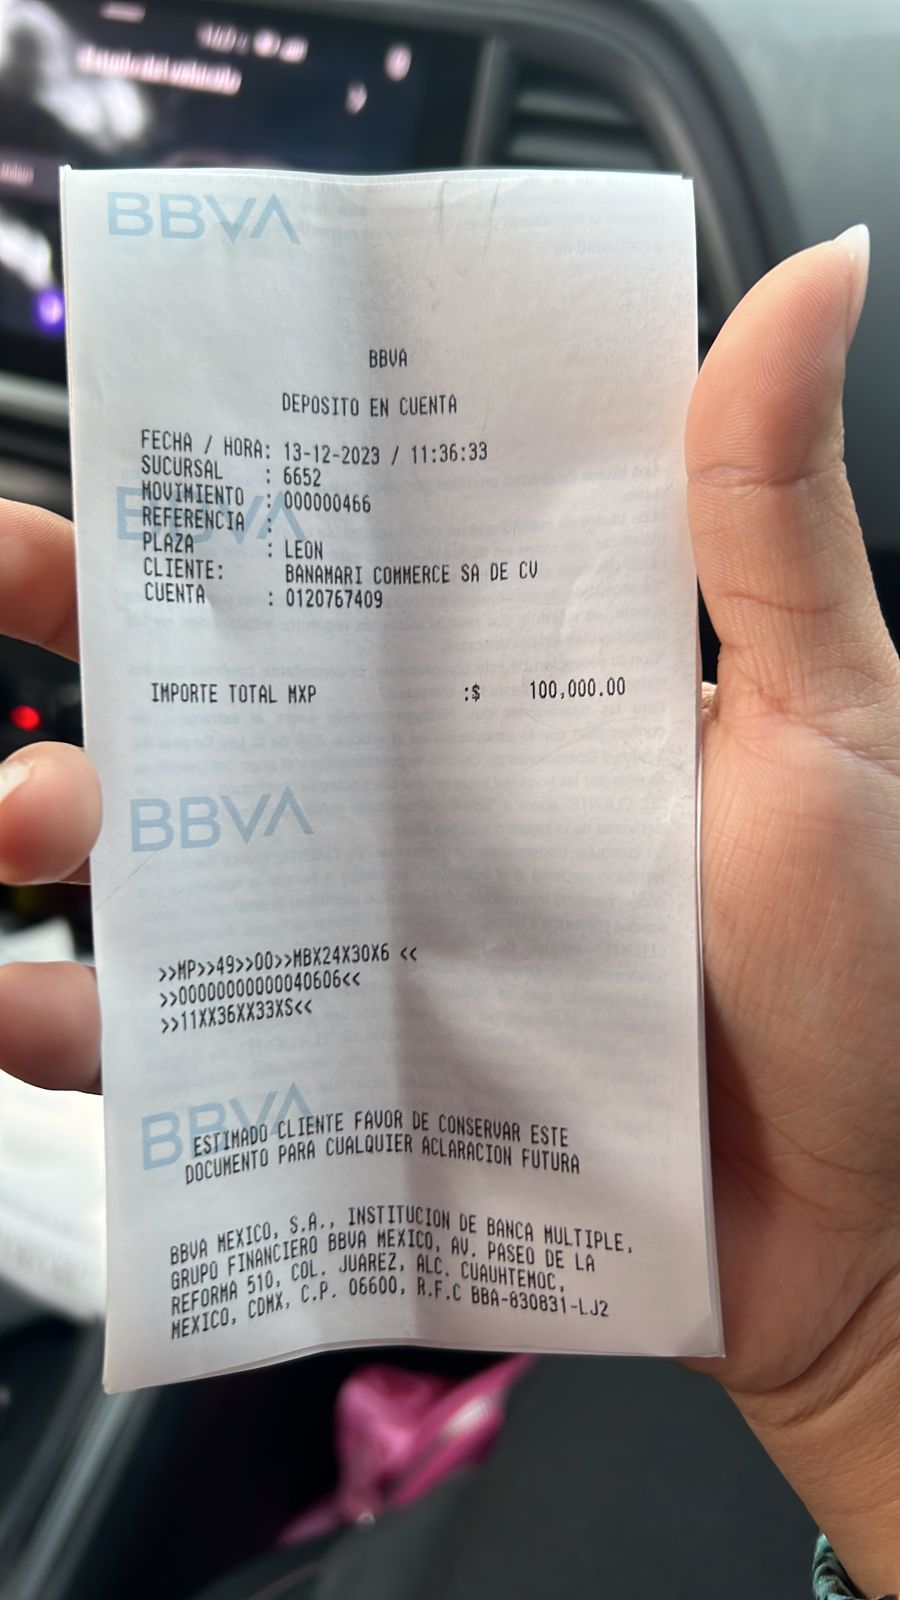 BBVA
BBVA
DEPOSITO EN CUENTA
FECHA / HORA: 13-12-2023 / 11:36:33
SUCURSAL : 6652
MOVIMIENTO : 000000466
BBVA
REFERENCIA :
PLAZA : LEON
CLIENTE: BANAMARI COMMERCE SA DE CV
CUENTA : 0120767409
IMPORTE TOTAL MXP :$ 100,000.00
BBVA
>>MP>>49>>00>>MBX24X30X6 <<
>>00000000000040606<<
>>11XX36XX33XS<<
BBVA
ESTIMADO CLIENTE FAVOR DE CONSERVAR ESTE
DOCUMENTO PARA CUALQUIER ACLARACION FUTURA
BBVA MEXICO, S.A., INSTITUCION DE BANCA MULTIPLE,
GRUPO FINANCIERO BBVA MEXICO, AV. PASEO DE LA
REFORMA 510, COL. JUAREZ, ALC. CUAUHTEMOC,
MEXICO, CDMX, C.P. 06600, R.F.C BBA-830831-LJ2